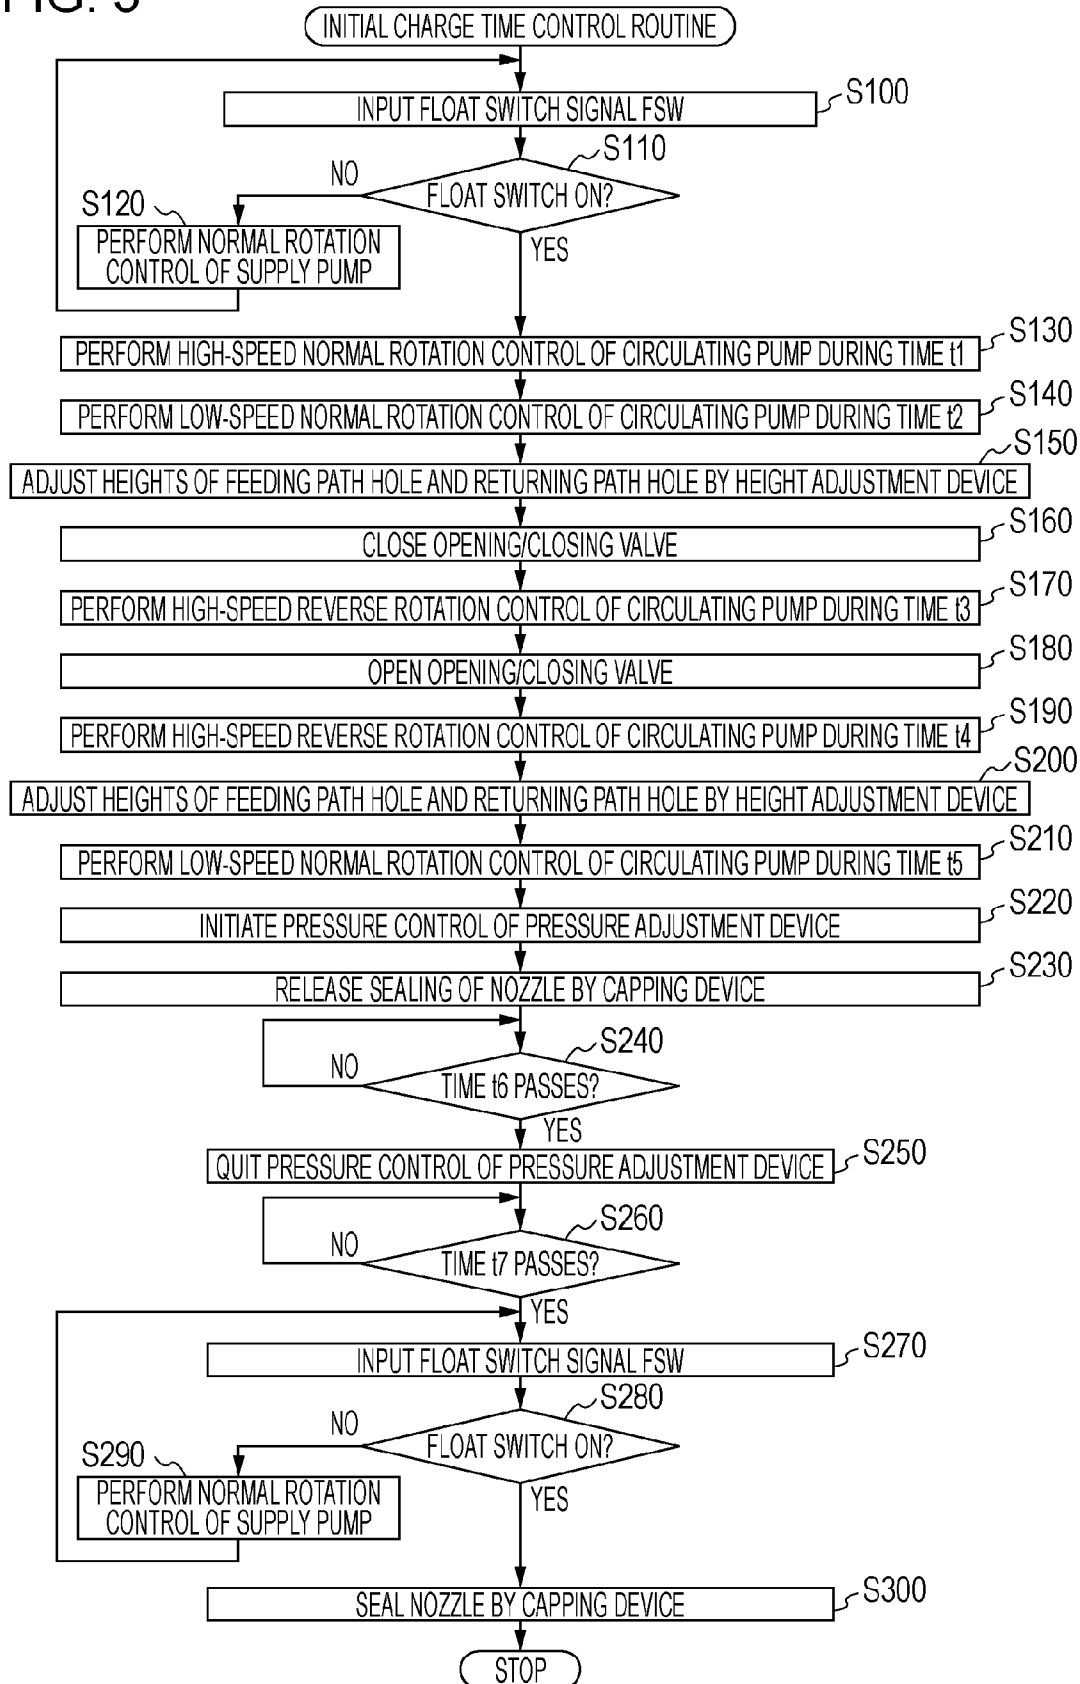 INITIAL CHARGE TIME CONTROL ROUTINE
INPUT FLOAT SWITCH SIGNAL FSW
S100
FLOAT SWITCH ON?
S110
NO
YES
S120
PERFORM NORMAL ROTATION
CONTROL OF SUPPLY PUMP
PERFORM HIGH-SPEED NORMAL ROTATION CONTROL OF CIRCULATING PUMP DURING TIME t1
S130
PERFORM LOW-SPEED NORMAL ROTATION CONTROL OF CIRCULATING PUMP DURING TIME t2
S140
ADJUST HEIGHTS OF FEEDING PATH HOLE AND RETURNING PATH HOLE BY HEIGHT ADJUSTMENT DEVICE
S150
CLOSE OPENING/CLOSING VALVE
S160
PERFORM HIGH-SPEED REVERSE ROTATION CONTROL OF CIRCULATING PUMP DURING TIME t3
S170
OPEN OPENING/CLOSING VALVE
S180
PERFORM HIGH-SPEED REVERSE ROTATION CONTROL OF CIRCULATING PUMP DURING TIME t4
S190
ADJUST HEIGHTS OF FEEDING PATH HOLE AND RETURNING PATH HOLE BY HEIGHT ADJUSTMENT DEVICE
S200
PERFORM LOW-SPEED NORMAL ROTATION CONTROL OF CIRCULATING PUMP DURING TIME t5
S210
INITIATE PRESSURE CONTROL OF PRESSURE ADJUSTMENT DEVICE
S220
RELEASE SEALING OF NOZZLE BY CAPPING DEVICE
S230
TIME t6 PASSES?
S240
NO
YES
QUIT PRESSURE CONTROL OF PRESSURE ADJUSTMENT DEVICE
S250
TIME t7 PASSES?
S260
NO
YES
INPUT FLOAT SWITCH SIGNAL FSW
S270
FLOAT SWITCH ON?
S280
NO
YES
S290
PERFORM NORMAL ROTATION
CONTROL OF SUPPLY PUMP
SEAL NOZZLE BY CAPPING DEVICE
S300
STOP